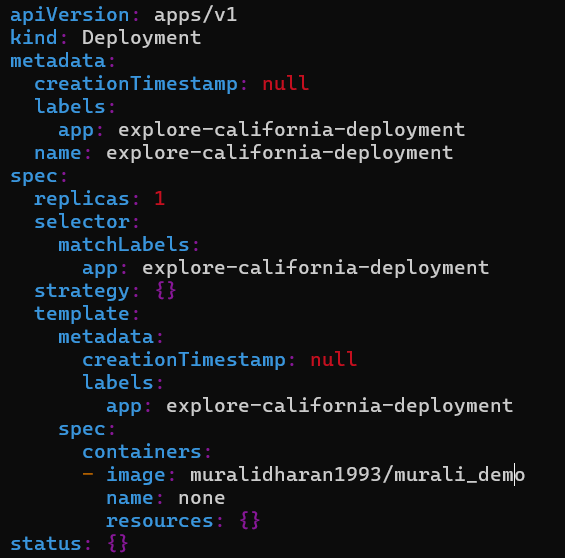 apiVersion: apps/v1
kind: Deployment
metadata:
  creationTimestamp: null
  labels:
    app: explore-california-deployment
  name: explore-california-deployment
spec:
  replicas: 1
  selector:
    matchLabels:
      app: explore-california-deployment
  strategy: {}
  template:
    metadata:
      creationTimestamp: null
      labels:
        app: explore-california-deployment
    spec:
      containers:
      - image: muralidharan1993/murali_demo
        name: none
        resources: {}
status: {}